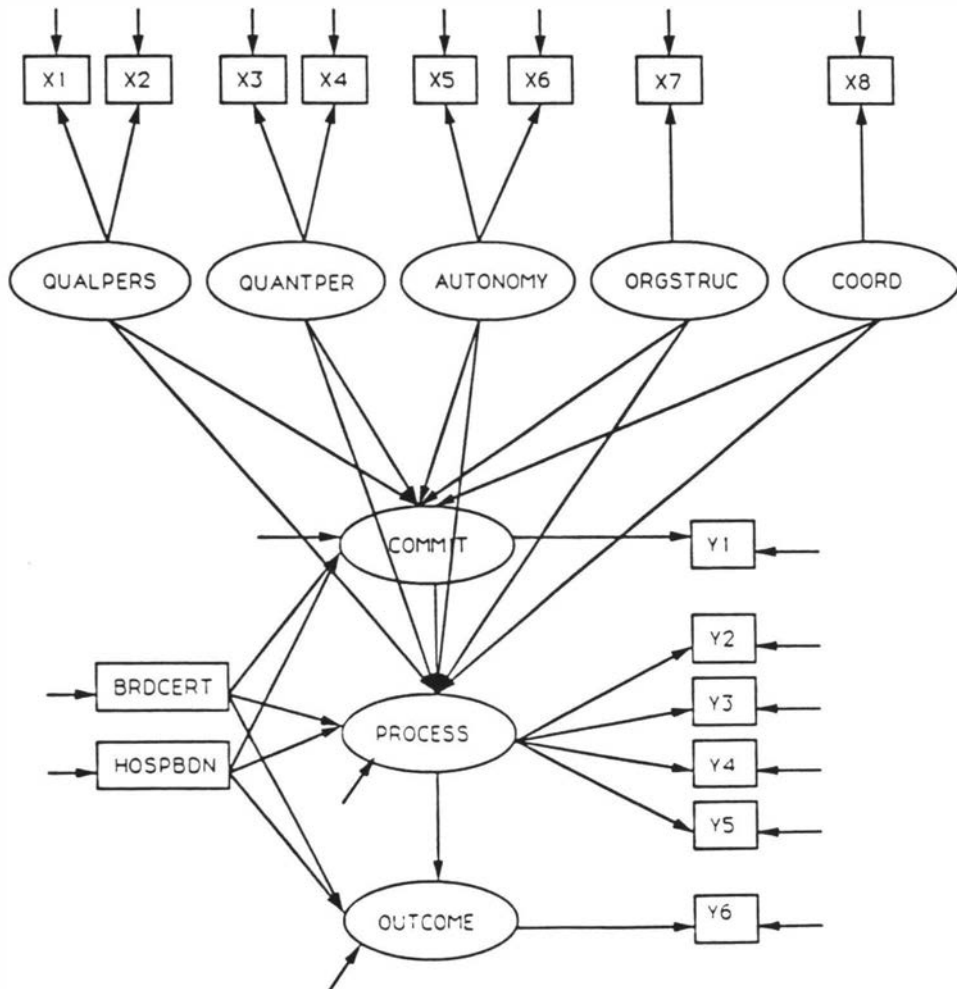 X1 X2 X3 X4 X5 X6 X7 X8
QUALPERS QUANTPER AUTONOMY ORGSTRUC COORD
COMMIT Y1
Y2
BRDCERT
Y3
PROCESS
HOSPBDN
Y4
Y5
OUTCOME Y6